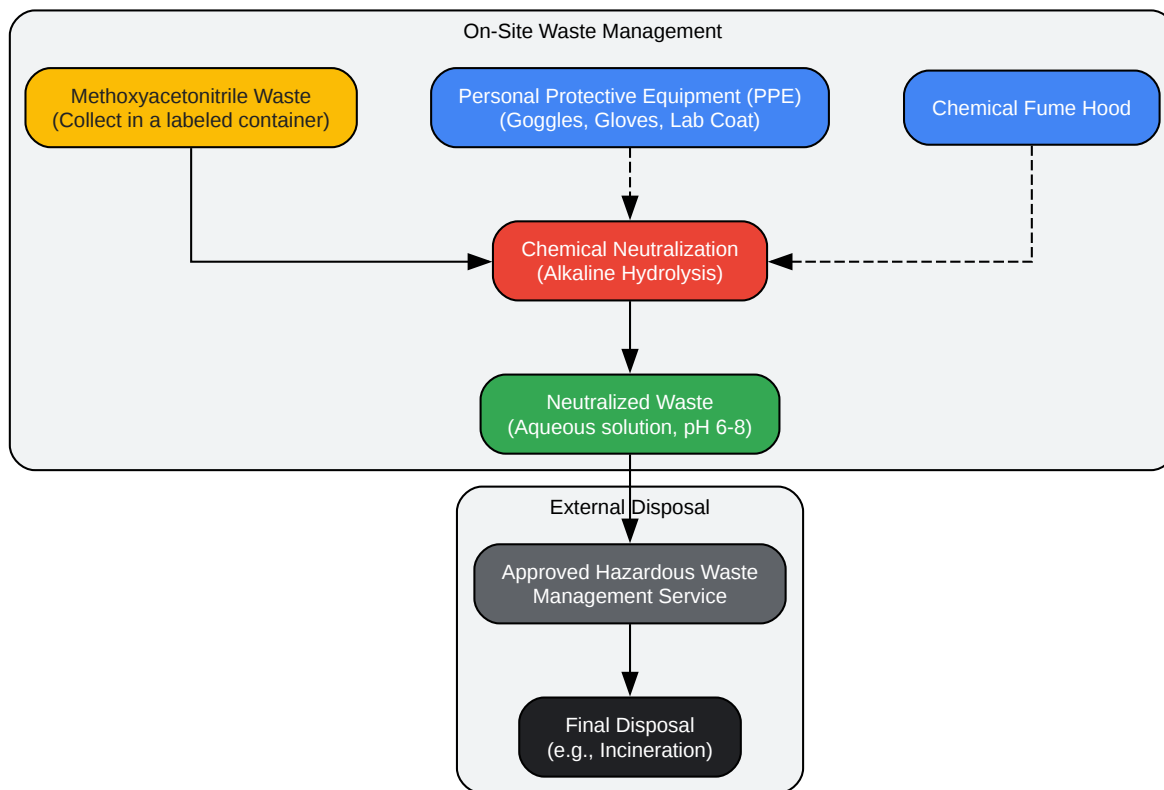 On-Site Waste Management
Methoxyacetonitrile Waste
(Collect in a labeled container)
Personal Protective Equipment (PPE)
(Goggles, Gloves, Lab Coat)
Chemical Fume Hood
Chemical Neutralization
(Alkaline Hydrolysis)
Neutralized Waste
(Aqueous solution, pH 6-8)
External Disposal
Approved Hazardous Waste
Management Service
Final Disposal
(e.g., Incineration)